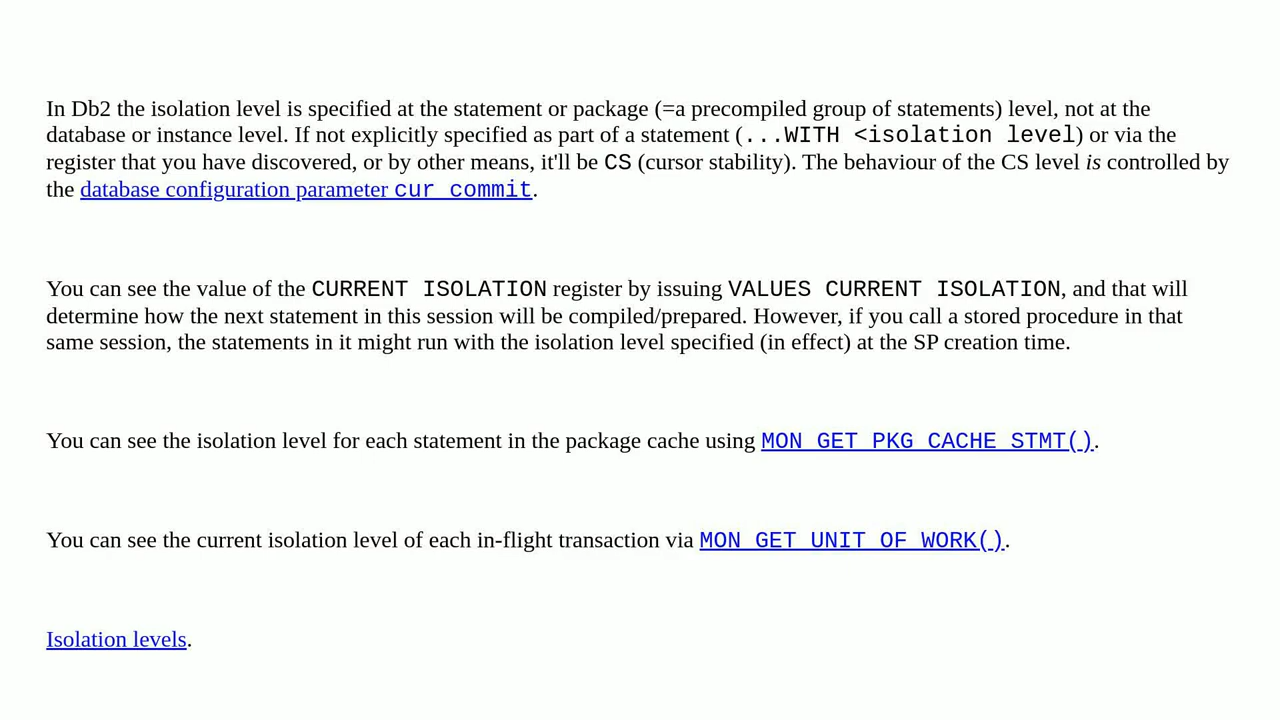 In Db2 the isolation level is specified at the statement or package (=a precompiled group of statements) level, not at the
database or instance level. If not explicitly specified as part of a statement (...WITH <isolation level) or via the
register that you have discovered, or by other means, it'll be CS (cursor stability). The behaviour of the CS level is controlled by
the database configuration parameter cur_commit.
You can see the value of the CURRENT ISOLATION register by issuing VALUES CURRENT ISOLATION, and that will
determine how the next statement in this session will be compiled/prepared. However, if you call a stored procedure in that
same session, the statements in it might run with the isolation level specified (in effect) at the SP creation time.
You can see the isolation level for each statement in the package cache using MON_GET_PKG_CACHE_STMT().
You can see the current isolation level of each in-flight transaction via MON_GET_UNIT_OF_WORK().
Isolation levels.